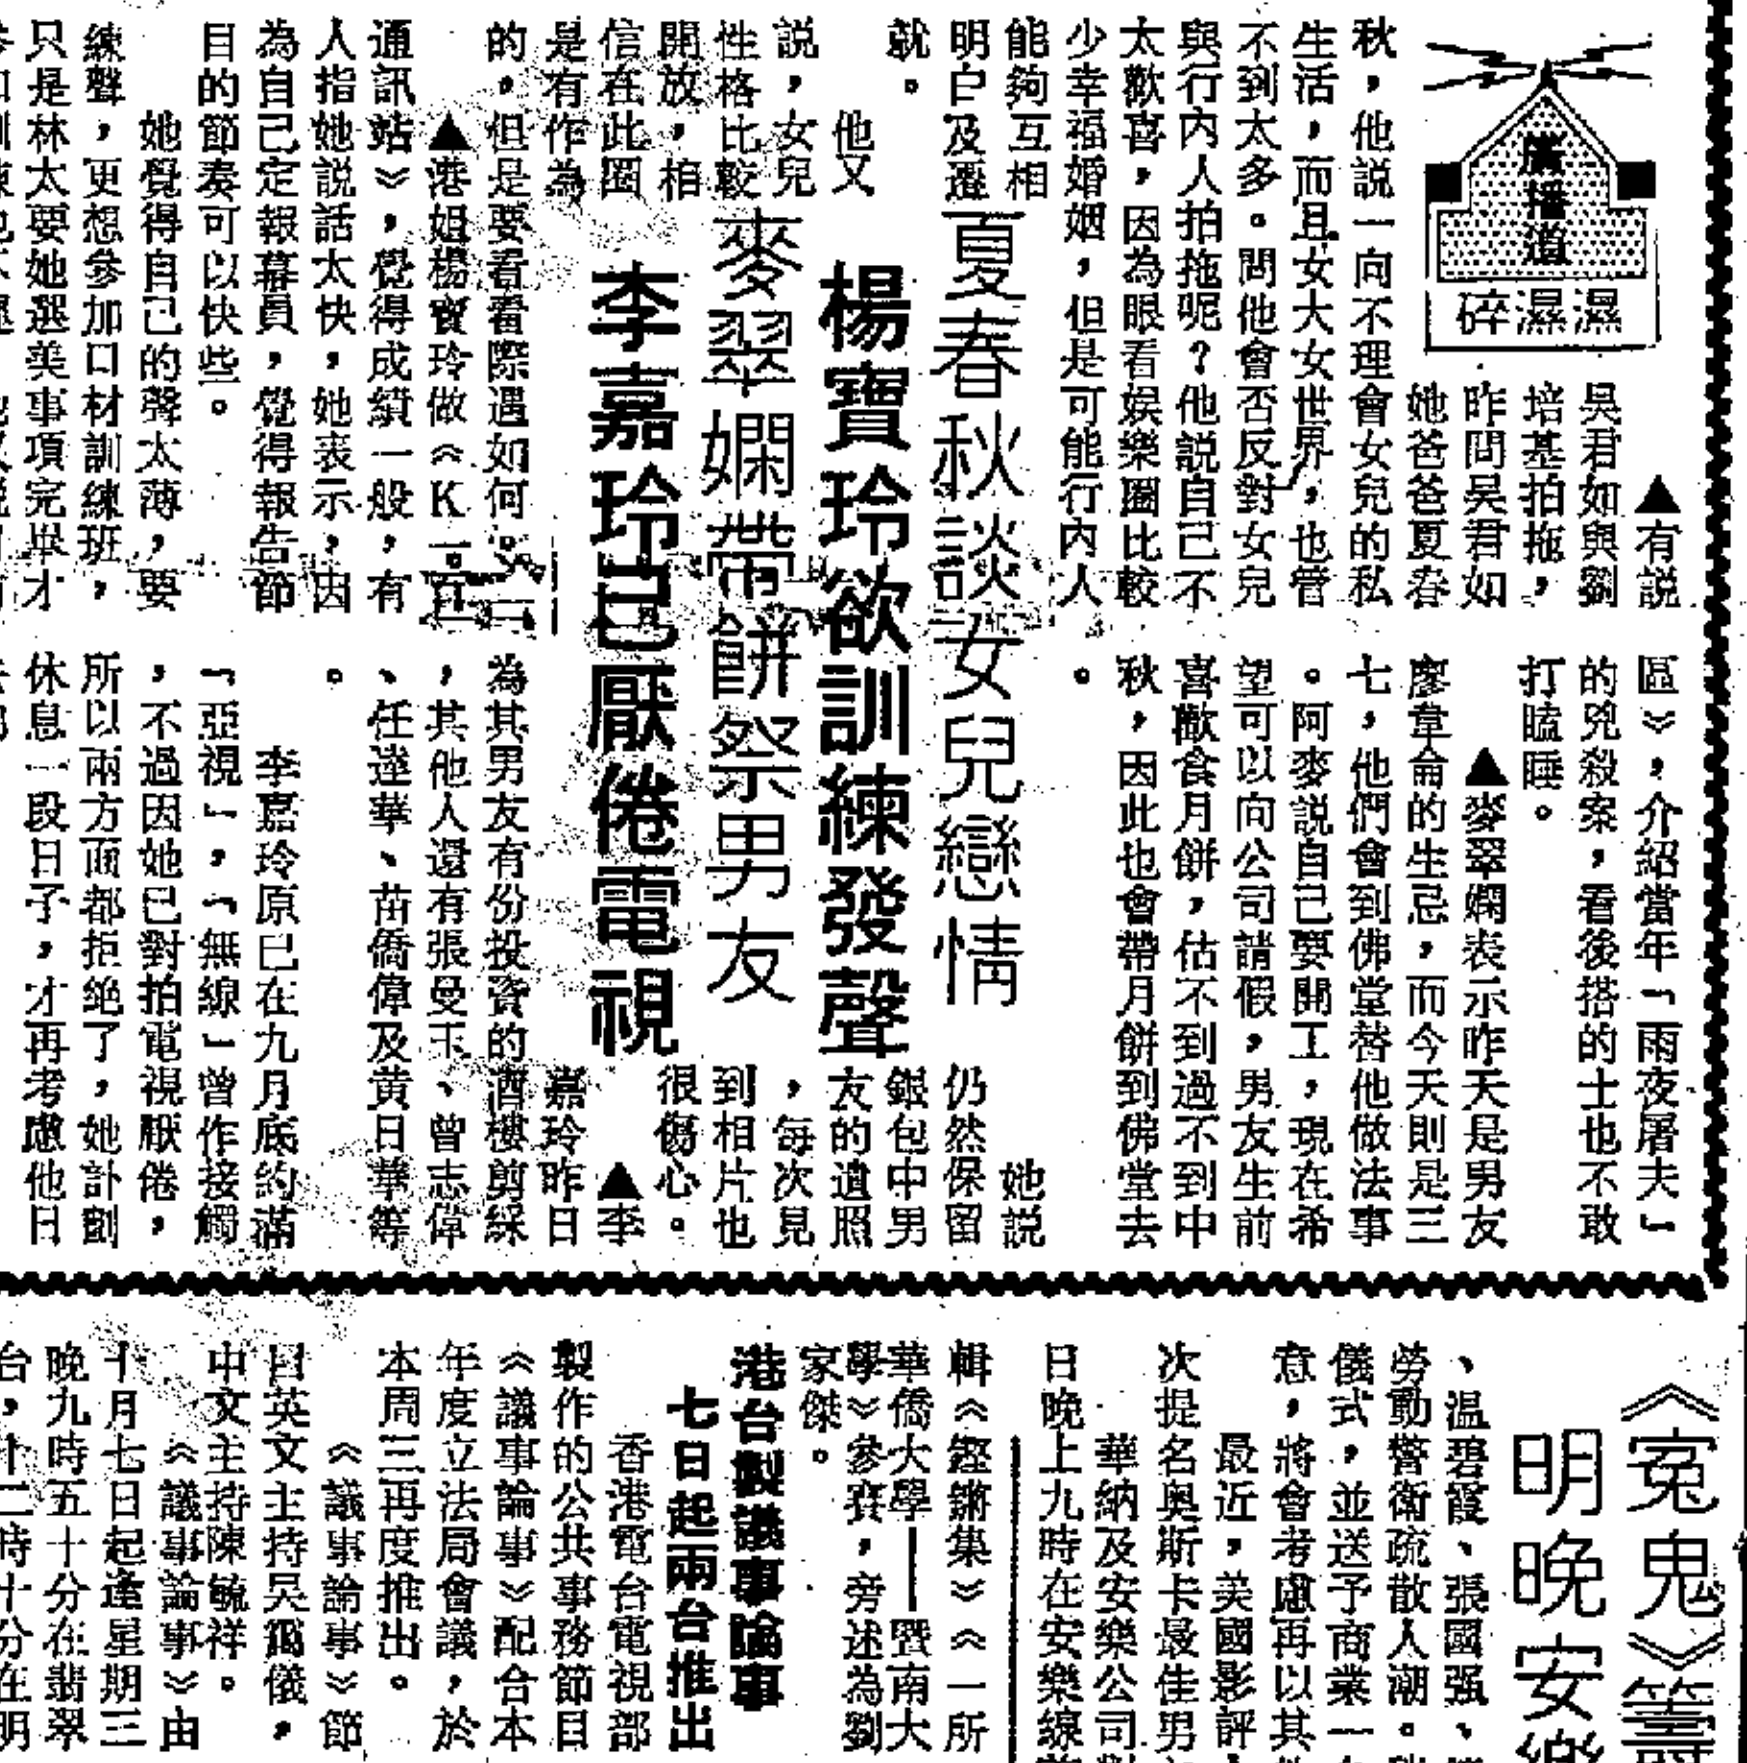 廣播道
濕濕碎
夏春秋談女兒戀情
楊寶玲欲訓練發聲
麥翠嫻帶餅祭男友
李嘉玲已厭倦電視
▲有説
吳君如與劉
培基拍拖，
昨問吳君如
她爸爸夏春
秋，他説一向不理會女兒的私
生活，而且女大女世界，也管
不到太多。問他會否反對女兒
與行內人拍拖呢？他説自己不
太歡喜，因為眼看娛樂圈比較
少幸福婚姻，但是可能行內人
能夠互相
明白及遷
就。
他又
説，女兒
性格比較
開放，相
信在此圈
是有作為
的，但是要看看際遇如何。
▲港姐楊寶玲做《K
通訊站》，覺得成績一般，有
人指她説話太快，她表示，因
為自己定報幕員，覺得報告節
目的節奏可以快些。
她覺得自己的聲太薄，要
練聲，更想參加口材訓練班，
只是林太要她選美事項完畢才
區》，介紹當年「雨夜屠夫」
的兇殺案，看後搭的士也不敢
打瞌睡。
▲麥翠嫻表示昨天是男友
廖韋侖的生忌，而今天則是三
七，他們會到佛堂替他做法事
。阿麥説自己要開工，現在希
望可以向公司請假，男友生前
喜歡食月餅，估不到過不到中
秋，因此也會帶月餅到佛堂去
。
她説
仍然保留
銀包中男
友的遺照
，每次見
到相片也
很傷心。
▲李
嘉玲昨日
為其男友有份投資的酒樓剪綵
，其他人還有張曼玉、曾志偉
、任達華、苗僑偉及黃日華等
。
李嘉玲原已在九月底約滿
「亞視」，「無線」曾作接觸
，不過因她已對拍電視厭倦，
所以兩方面都拒絶了，她計劃
休息一段日子，才再考慮他日
《寃鬼》籌
明晚安樂
、温碧霞、張國强、
勞動警衛疏散人潮。
儀式，並送予商業一
意，將會考慮再以其
最近，美國影評
次提名奥斯卡最佳男
華納及安樂公司
日晚上九時在安樂線
輯《鏗鏘集》《一所
華僑大學——暨南大
學》參賽，旁述為劉
家傑。
港台製議事論事
七日起兩台推出
香港電台電視部
製作的公共事務節目
《議事論事》配合本
年度立法局會議，於
本周三再度推出。
《議事論事》節
目英文主持吳錫儀，
中文主持陳毓祥。
《議事論事》由
十月七日起逢星期三
晚九時五十分在翡翠
台，十二時十分在明